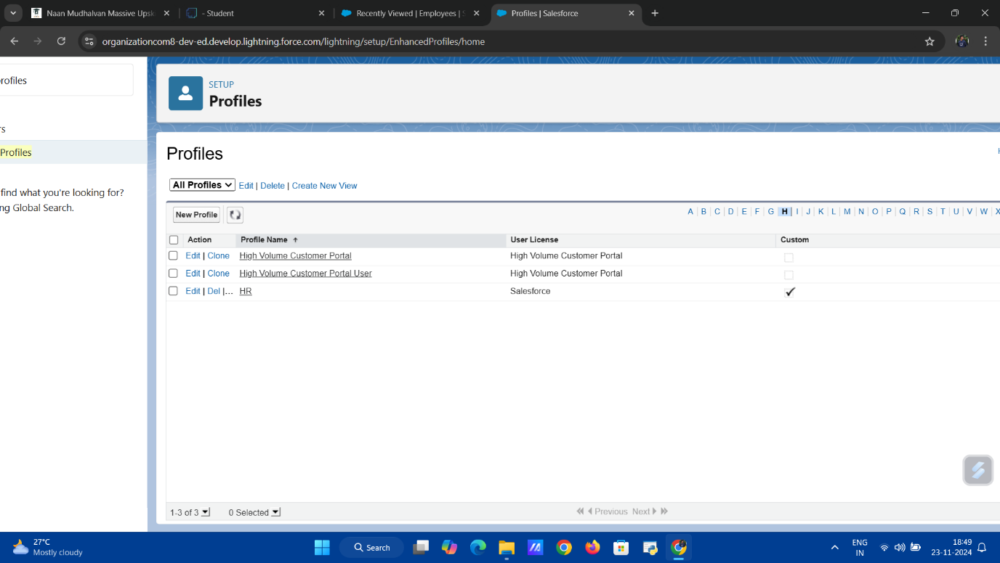 Naan Mudhalvan Massive Upsk
- Student
Recently Viewed | Employees | S
Profiles | Salesforce
organizationcom8-dev-ed.develop.lightning.force.com/lightning/setup/EnhancedProfiles/home
rofiles
rs
Profiles
find what you're looking for?
ng Global Search.
SETUP
Profiles
Profiles
All Profiles Edit | Delete | Create New View
New Profile
A | B | C | D | E | F | G | H | I | J | K | L | M | N | O | P | Q | R | S | T | U | V | W | X
Action Profile Name User License Custom
Edit | Clone High Volume Customer Portal High Volume Customer Portal
Edit | Clone High Volume Customer Portal User High Volume Customer Portal
Edit | Del |... HR Salesforce
1-3 of 3 0 Selected Previous Next
27°C
Mostly cloudy
Search
ENG
IN
18:49
23-11-2024